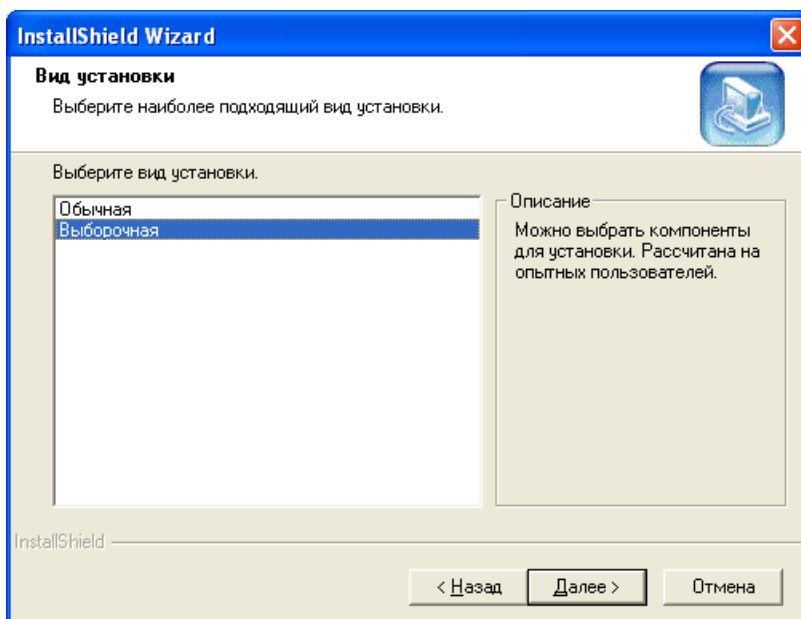 InstallShield Wizard
Вид установки
Выберите наиболее подходящий вид установки.
Выберите вид установки.
Обычная
Выборочная
Описание
Можно выбрать компоненты
для установки. Рассчитана на
опытных пользователей.
InstallShield
< Назад
Далее >
Отмена